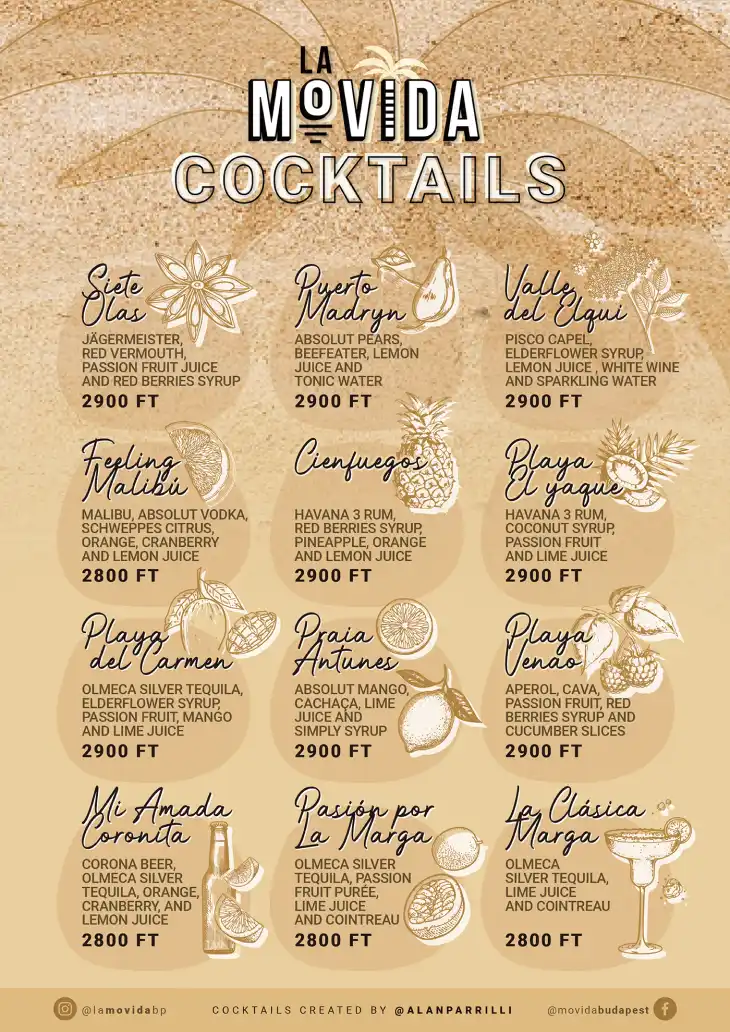 LA
MOVIDA
COCKTAILS
Siete
Olas
JÄGERMEISTER,
RED VERMOUTH,
PASSION FRUIT JUICE
AND RED BERRIES SYRUP
2900 FT
Puerto
Madryn
ABSOLUT PEARS,
BEEFEATER, LEMON
JUICE AND
TONIC WATER
2900 FT
Valle
del Elqui
PISCO CAPEL,
ELDERFLOWER SYRUP,
LEMON JUICE , WHITE WINE
AND SPARKLING WATER
2900 FT
Feeling
Malibú
MALIBU, ABSOLUT VODKA,
SCHWEPPES CITRUS,
ORANGE, CRANBERRY
AND LEMON JUICE
2800 FT
Cienfuegos
HAVANA 3 RUM,
RED BERRIES SYRUP,
PINEAPPLE, ORANGE
AND LEMON JUICE
2900 FT
Playa
El yaque
HAVANA 3 RUM,
COCONUT SYRUP,
PASSION FRUIT
AND LIME JUICE
2900 FT
Playa
del Carmen
OLMECA SILVER TEQUILA,
ELDERFLOWER SYRUP,
PASSION FRUIT, MANGO
AND LIME JUICE
2900 FT
Praia
Antunes
ABSOLUT MANGO,
CACHAÇA, LIME
JUICE AND
SIMPLY SYRUP
2900 FT
Playa
Venao
APEROL, CAVA,
PASSION FRUIT, RED
BERRIES SYRUP AND
CUCUMBER SLICES
2900 FT
Mi Amada
Coronita
CORONA BEER,
OLMECA SILVER
TEQUILA, ORANGE,
CRANBERRY, AND
LEMON JUICE
2800 FT
Pasión por
La Marga
OLMECA SILVER
TEQUILA, PASSION
FRUIT PURÉE,
LIME JUICE
AND COINTREAU
2800 FT
La Clásica
Marga
OLMECA
SILVER TEQUILA,
LIME JUICE
AND COINTREAU
2800 FT
@lamovidabp
COCKTAILS CREATED BY @ALANPARRILLI
@movidabudapest